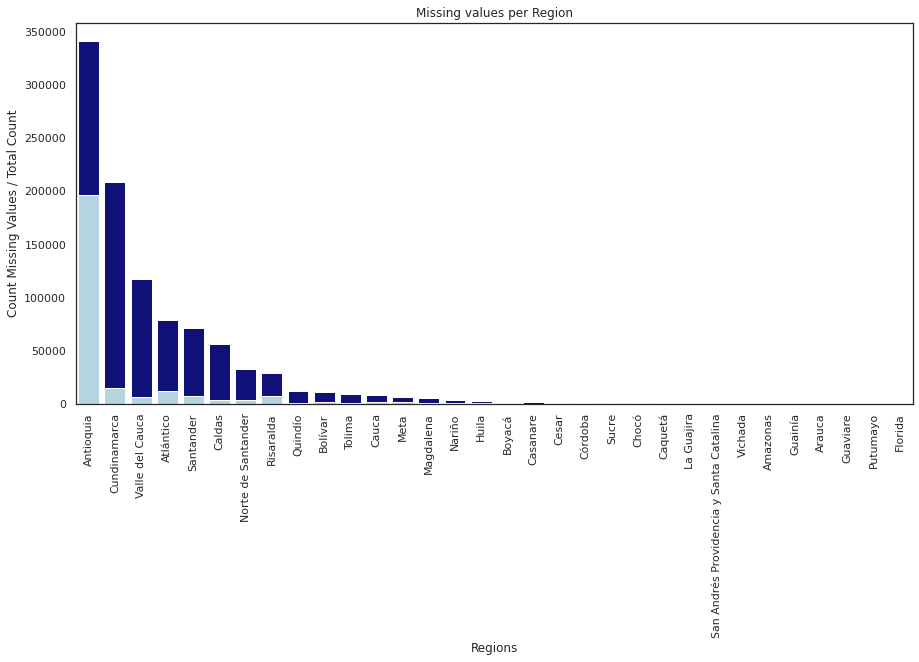 Missing values per Region
Count Missing Values / Total Count
350000
300000
250000
200000
150000
100000
50000
0
Antioquia
Cundinamarca
Valle del Cauca
Atlántico
Santander
Caldas
Norte de Santander
Risaralda
Quindío
Bolívar
Tolima
Cauca
Meta
Magdalena
Nariño
Huila
Boyacá
Casanare
Cesar
Córdoba
Sucre
Chocó
Caquetá
La Guajira
San Andrés Providencia y Santa Catalina
Vichada
Amazonas
Guainía
Arauca
Guaviare
Putumayo
Florida
Regions